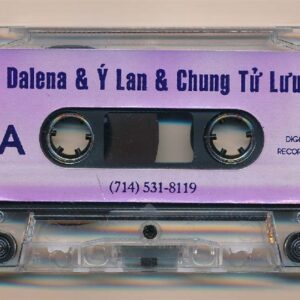 Dalena & Ý Lan & Chung Tử Lưu
A
(714) 531-8119